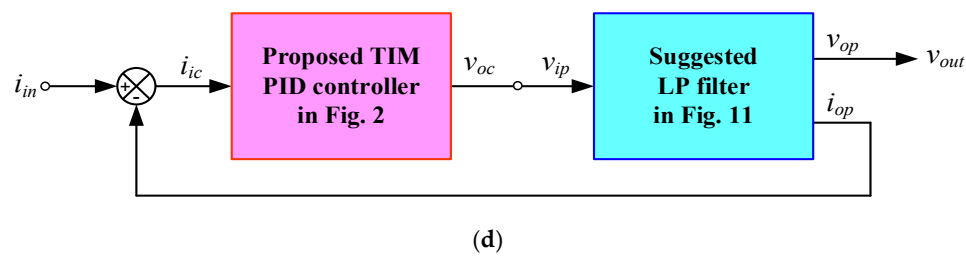 i_in
+
-
i_ic
Proposed TIM
PID controller
in Fig. 2
v_oc
v_ip
Suggested
LP filter
in Fig. 11
v_op
v_out
i_op
(d)